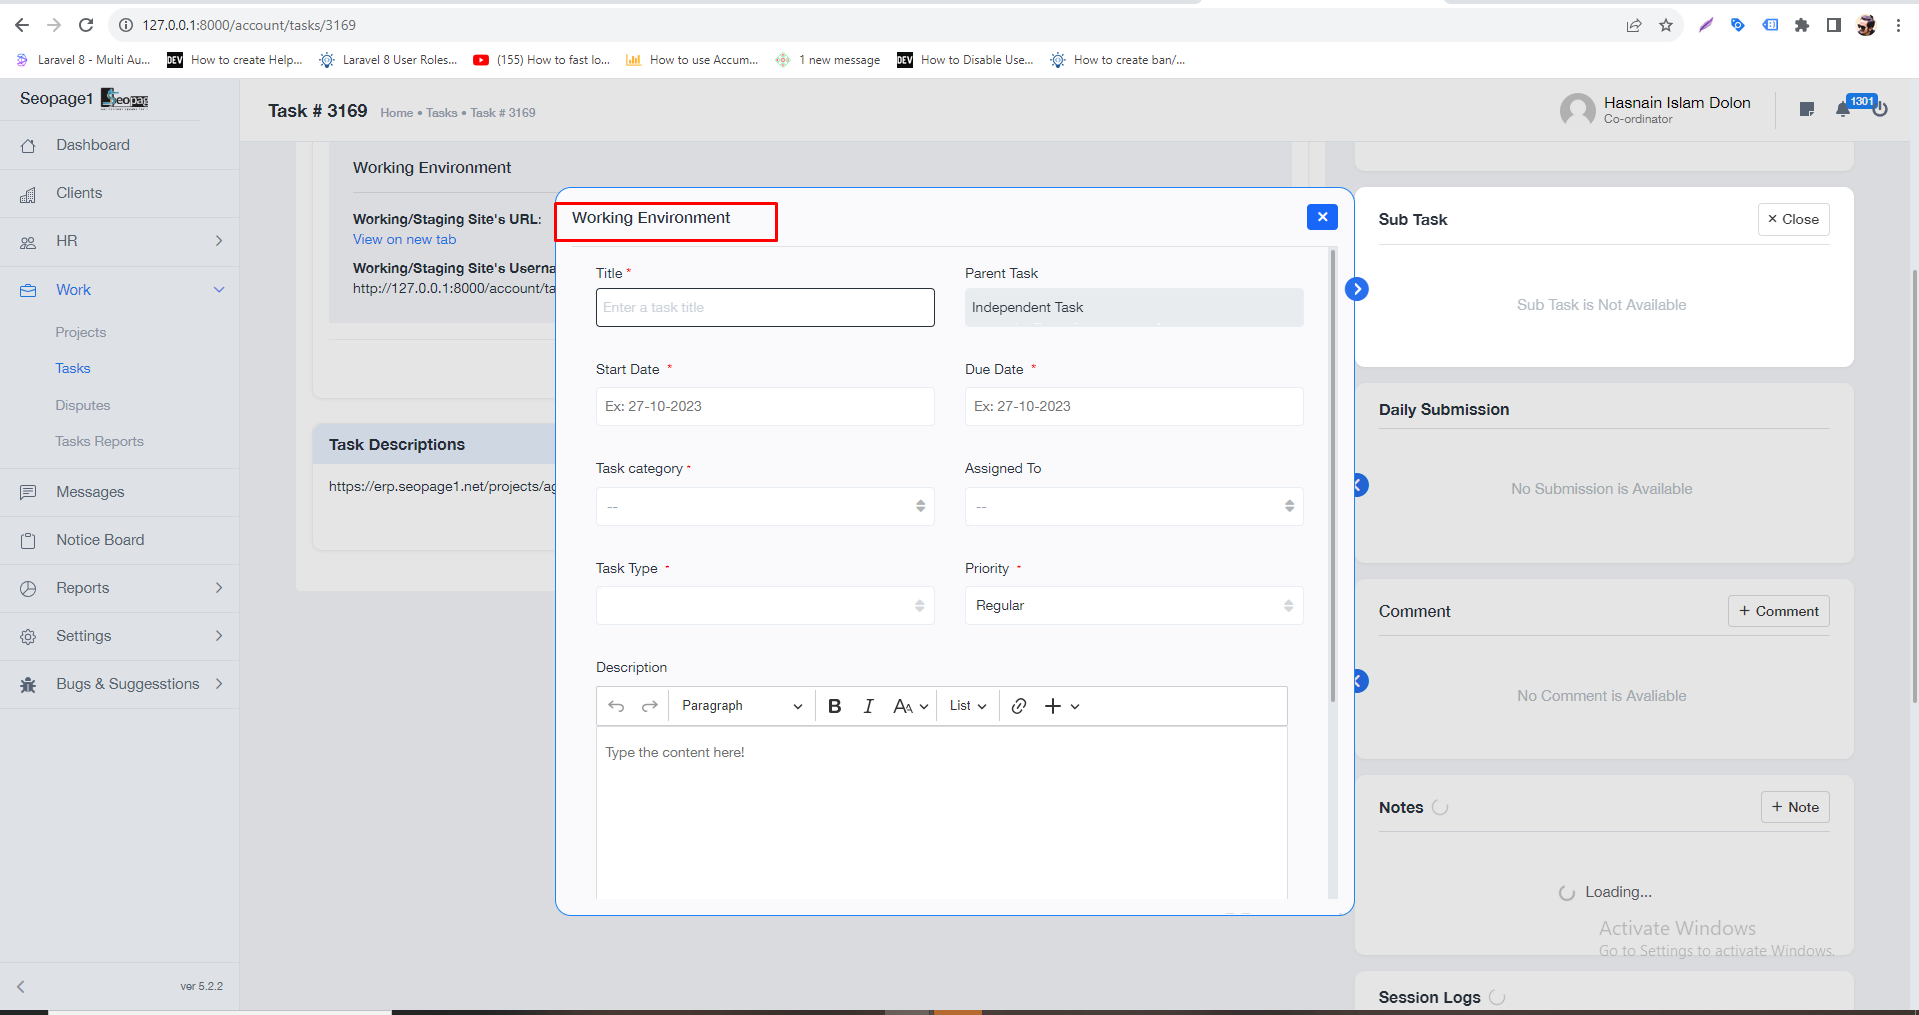 127.0.0.1:8000/account/tasks/3169
Laravel 8 - Multi Au...
DEV
How to create Help...
Laravel 8 User Roles...
(155) How to fast lo...
How to use Accum...
1 new message
DEV
How to Disable Use...
How to create ban/...
Seopage1
Task # 3169
Home • Tasks • Task # 3169
Hasnain Islam Dolon
Co-ordinator
1301
Dashboard
Clients
HR
Work
Projects
Tasks
Disputes
Tasks Reports
Messages
Notice Board
Reports
Settings
Bugs & Suggesstions
ver 5.2.2
Working Environment
Working/Staging Site's URL:
View on new tab
Working/Staging Site's Userna
http://127.0.0.1:8000/account/ta
Task Descriptions
https://erp.seopage1.net/projects/ag
Working Environment
Title *
Enter a task title
Parent Task
Independent Task
Start Date *
Ex: 27-10-2023
Due Date *
Ex: 27-10-2023
Task category *
--
Assigned To
--
Task Type *
Priority *
Regular
Description
Paragraph
B
I
AA
List
Type the content here!
Sub Task
× Close
Sub Task is Not Available
Daily Submission
No Submission is Available
Comment
+ Comment
No Comment is Avaliable
Notes
+ Note
Loading...
Activate Windows
Go to Settings to activate Windows.
Session Logs